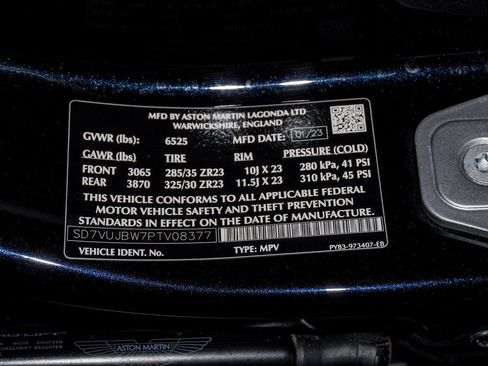 MFD BY ASTON MARTIN LAGONDA LTD
WARWICKSHIRE, ENGLAND
GVWR (lbs): 6525 MFD DATE: 01/23
GAWR (lbs): TIRE RIM PRESSURE (COLD)
FRONT 3065 285/35 ZR23 10J X 23 280 kPa, 41 PSI
REAR 3870 325/30 ZR23 11.5J X 23 310 kPa, 45 PSI
THIS VEHICLE CONFORMS TO ALL APPLICABLE FEDERAL
MOTOR VEHICLE SAFETY AND THEFT PREVENTION
STANDARDS IN EFFECT ON THE DATE OF MANUFACTURE
SD7VUJBW7PTV08377
VEHICLE IDENT. No. TYPE: MPV PY83-973407-EB
ASTON MARTIN